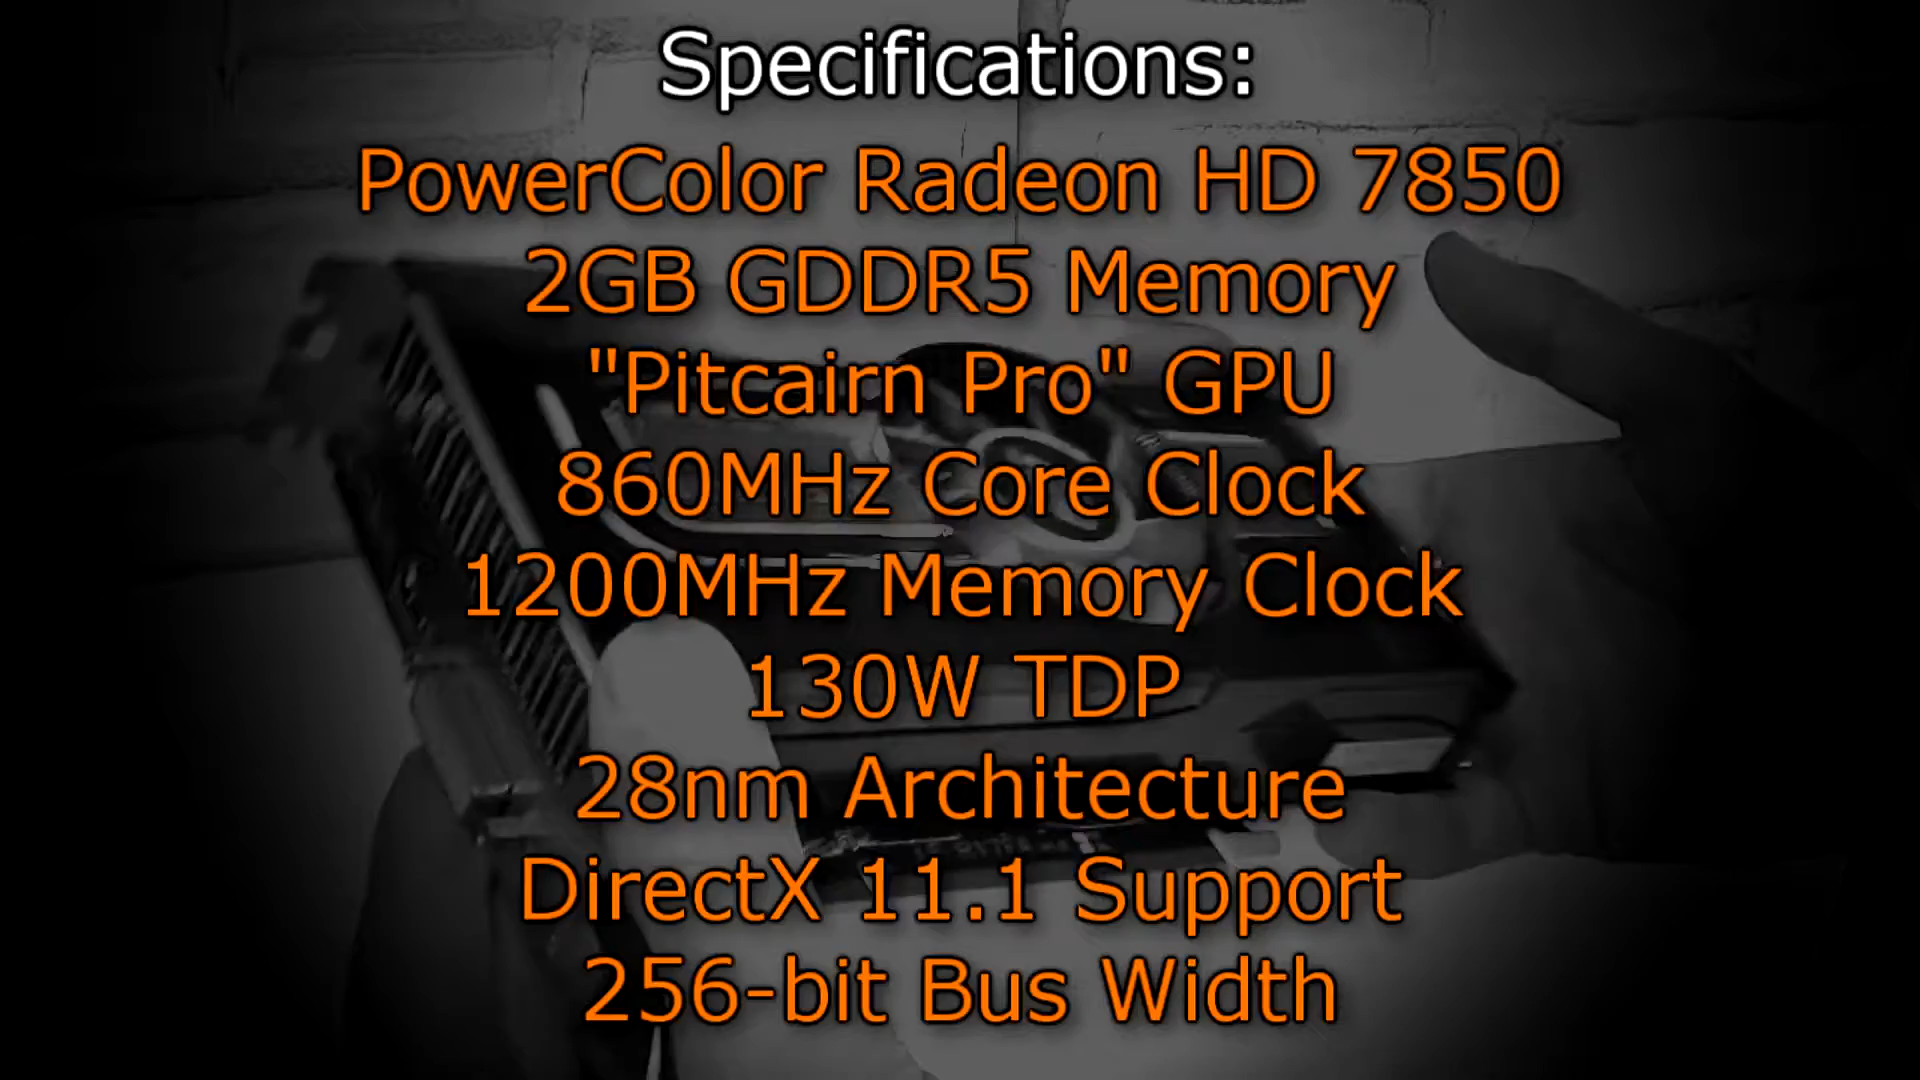 Specifications:
PowerColor Radeon HD 7850
2GB GDDR5 Memory
"Pitcairn Pro" GPU
860MHz Core Clock
1200MHz Memory Clock
130W TDP
28nm Architecture
DirectX 11.1 Support
256-bit Bus Width